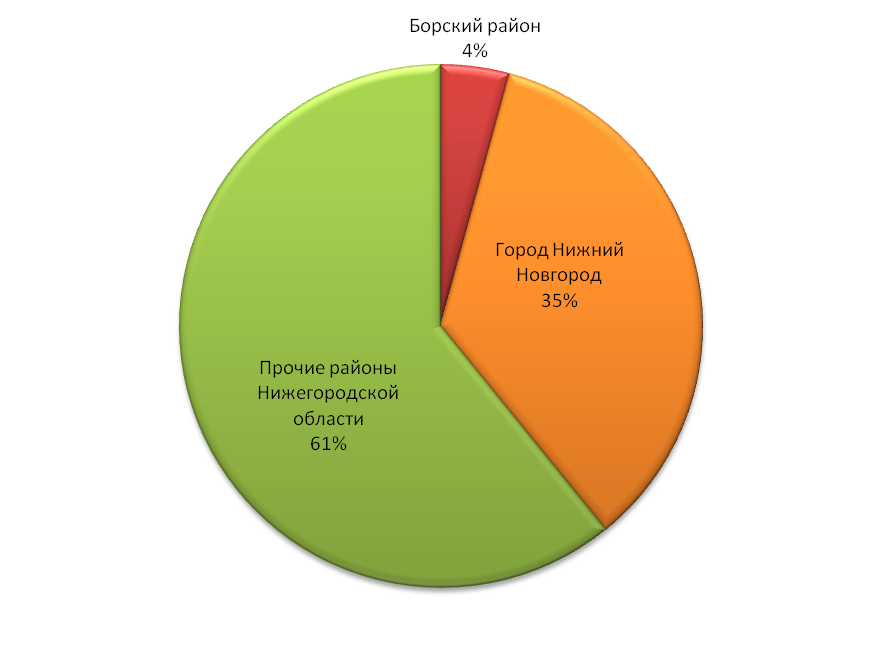 Борский район
4%
Город Нижний
Новгород
35%
Прочие районы
Нижегородской
области
61%